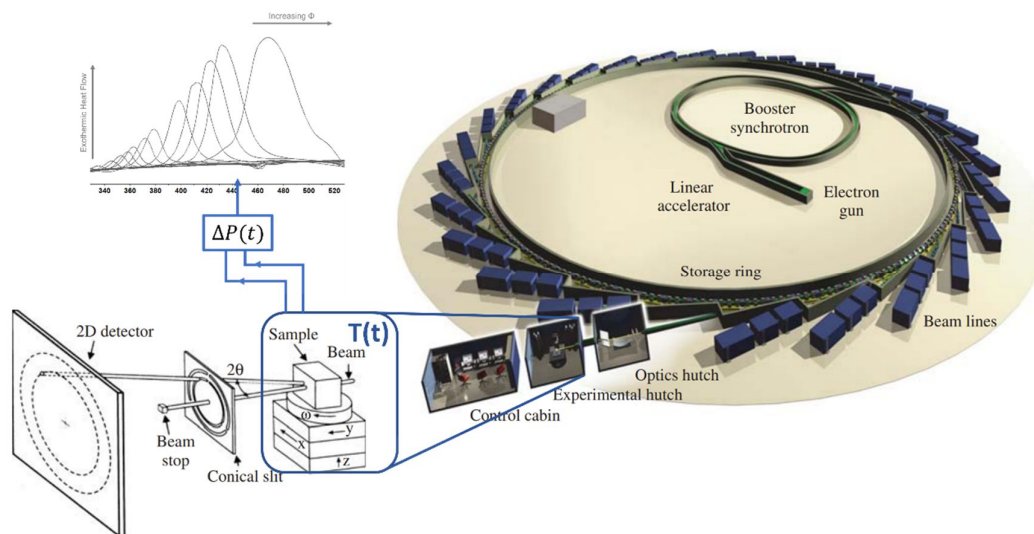 Increasing Φ
Exothermic Heat Flow
340 360 380 400 420 440 460 480 500 520
ΔP(t)
T(t)
2D detector
2θ
Sample
Beam
ω
y
x
z
Beam
stop
Conical slit
Booster
synchrotron
Linear
accelerator
Electron
gun
Storage ring
Beam lines
Optics hutch
Experimental hutch
Control cabin